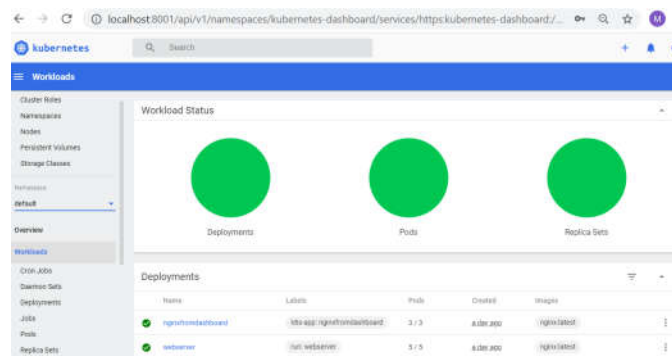 localhost:8001/api/v1/namespaces/kubernetes-dashboard/services/https:kubernetes-dashboard:/...
M
kubernetes
Search
Workloads
Cluster Roles
Namespaces
Nodes
Persistent Volumes
Storage Classes
Namespace
default
Overview
Workloads
Cron Jobs
Daemon Sets
Deployments
Jobs
Pods
Replica Sets
Workload Status
Deployments
Pods
Replica Sets
Deployments
Name Labels Pods Created Images
nginxfromdashboard k8s-app: nginxfromdashboard 3 / 3 a day ago nginx:latest
webserver run: webserver 5 / 5 a day ago nginx:latest